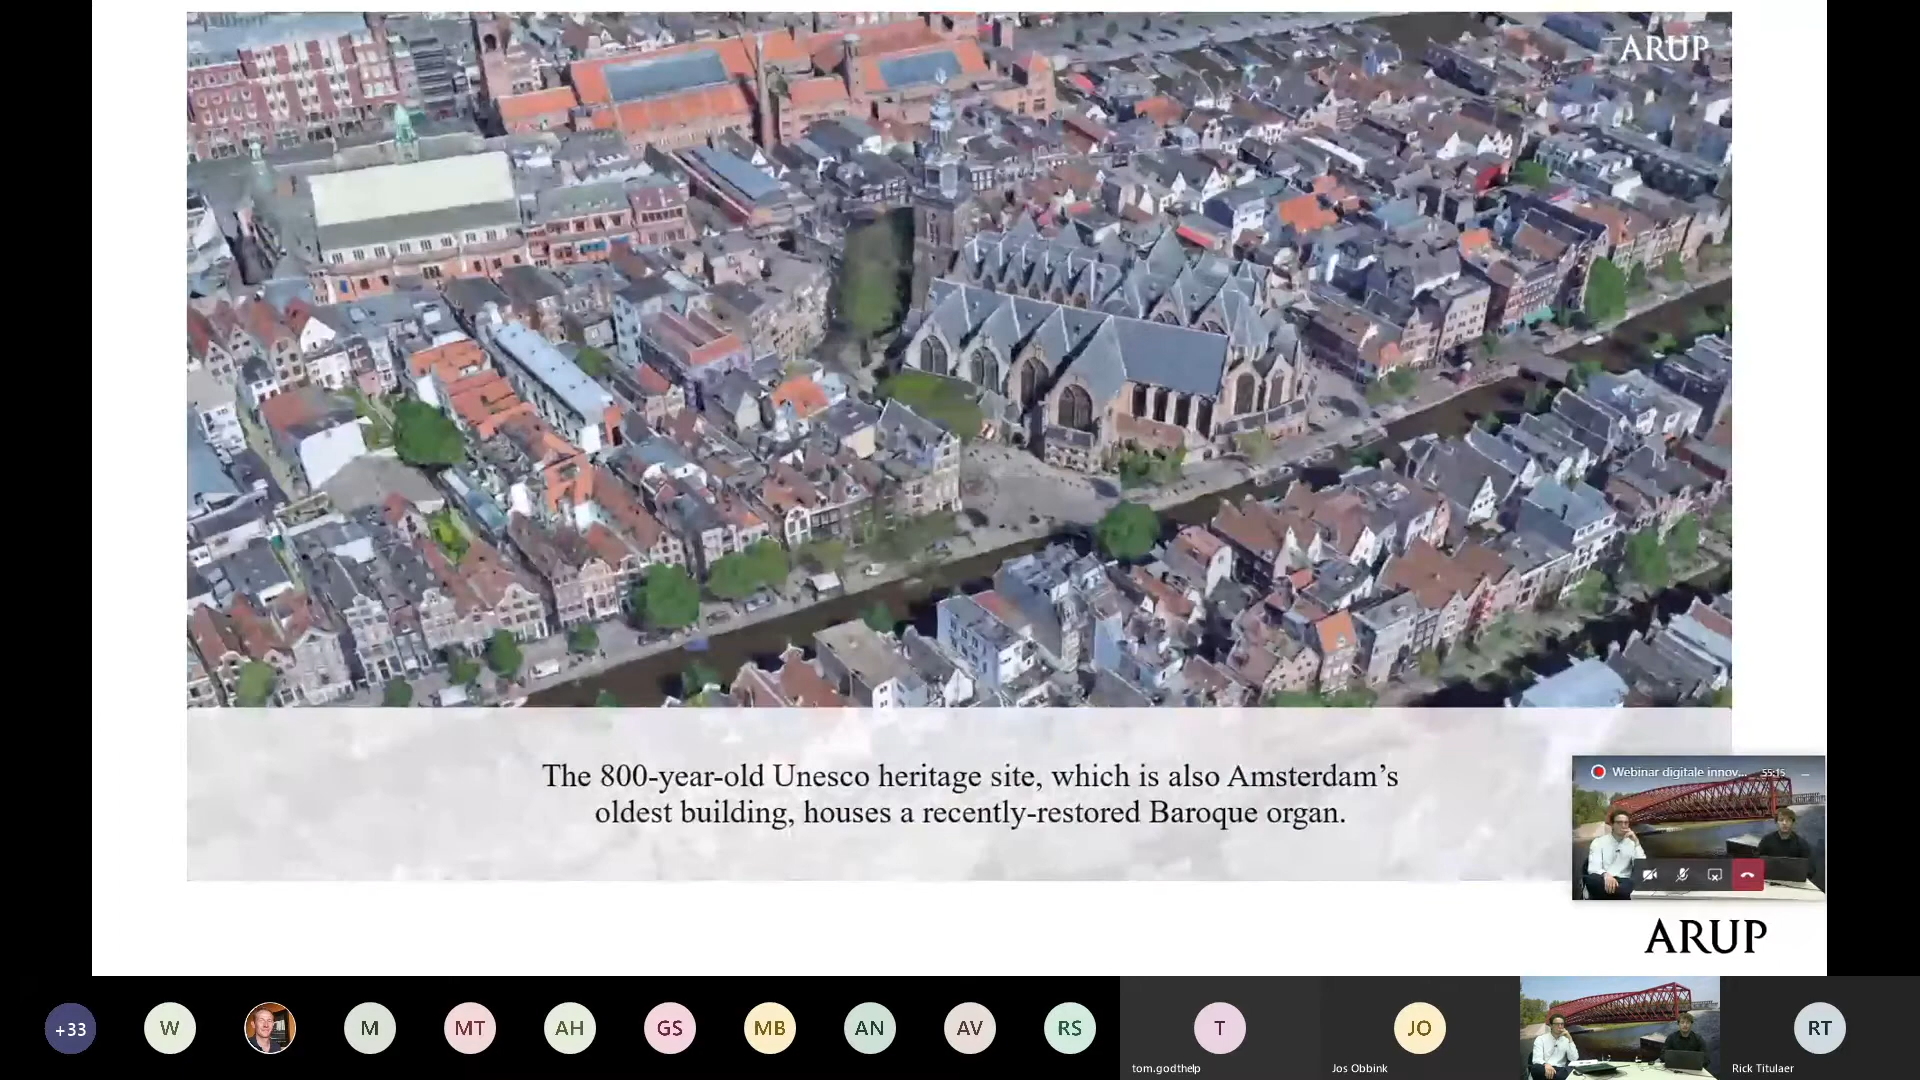 ARUP
The 800-year-old Unesco heritage site, which is also Amsterdam’s
oldest building, houses a recently-restored Baroque organ.
Webinar digitale innov... 55:15
ARUP
+33
W
M
MT
AH
GS
MB
AN
AV
RS
T
JO
RT
tom.godthelp
Jos Obbink
Rick Titulaer